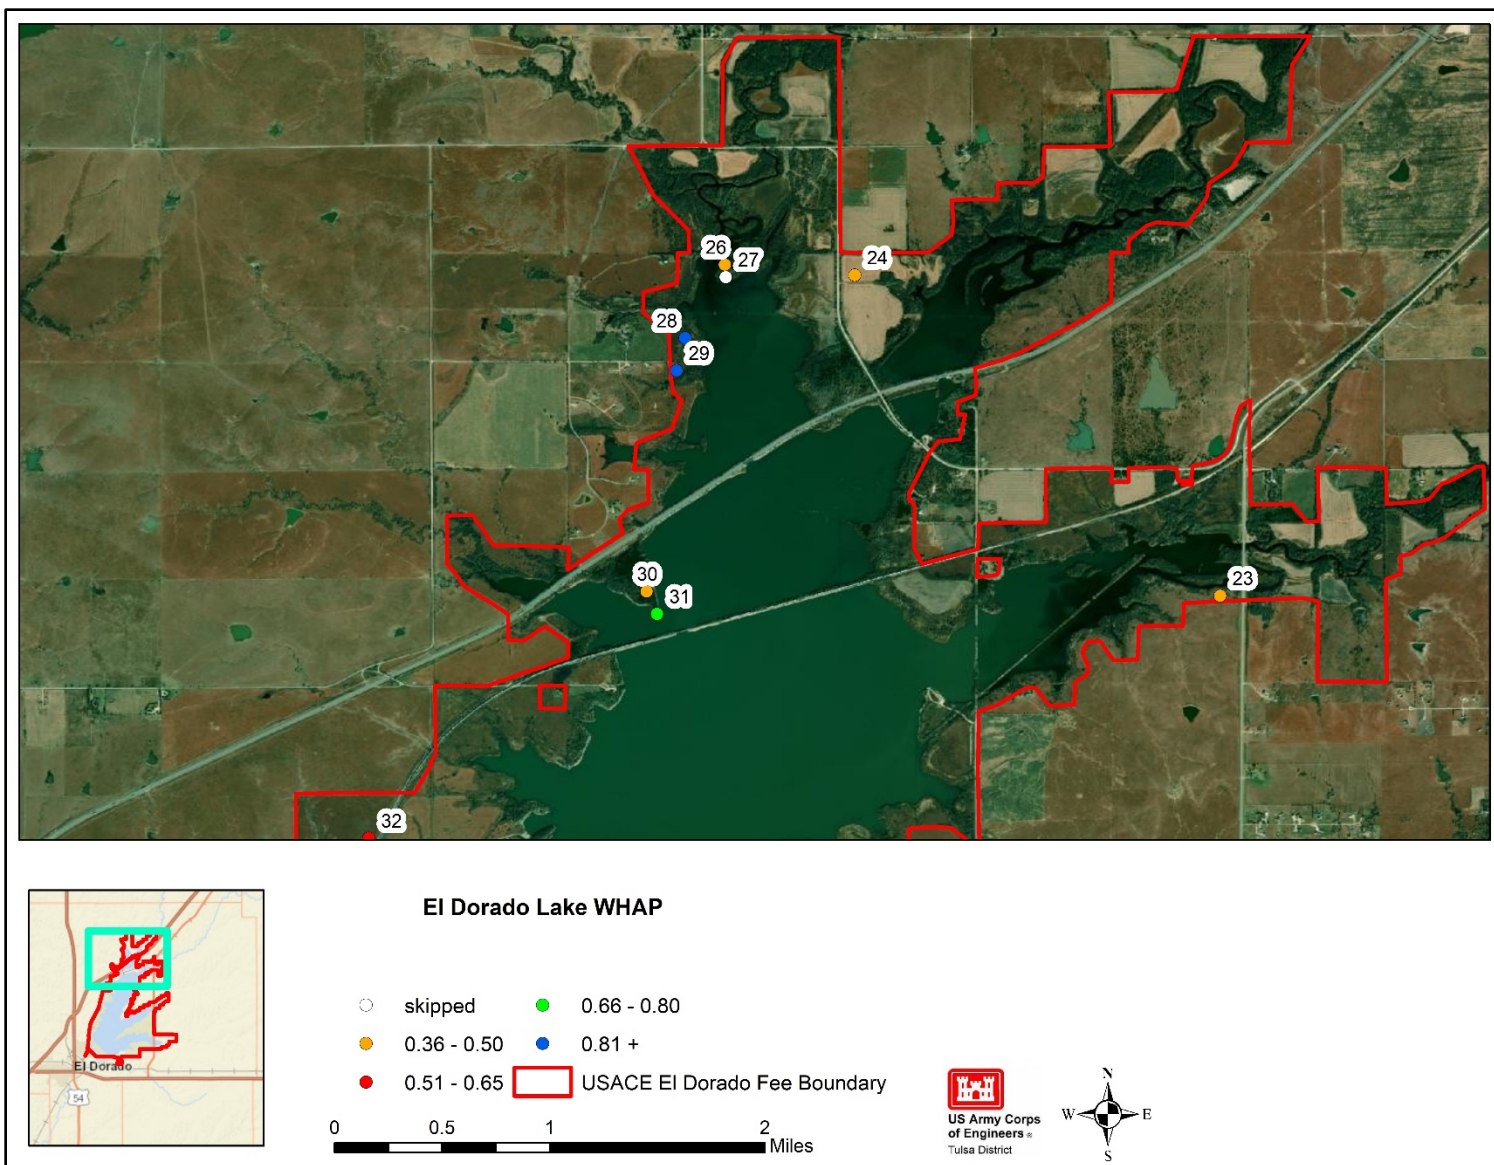 26
27
24
28
29
30
31
23
32
El Dorado Lake WHAP
skipped
0.66 - 0.80
0.36 - 0.50
0.81 +
0.51 - 0.65
USACE El Dorado Fee Boundary
0 0.5 1 2
Miles
El Dorado
54
US Army Corps
of Engineers ®
Tulsa District
N
W E
S